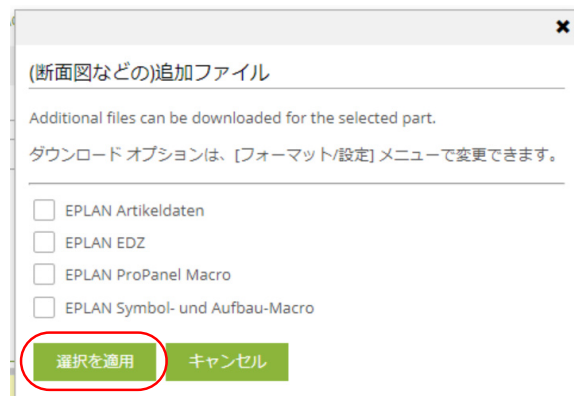 (断面図などの)追加ファイル
Additional files can be downloaded for the selected part.
ダウンロード オプションは、[フォーマット/設定] メニューで変更できます。
EPLAN Artikeldaten
EPLAN EDZ
EPLAN ProPanel Macro
EPLAN Symbol- und Aufbau-Macro
選択を適用 キャンセル